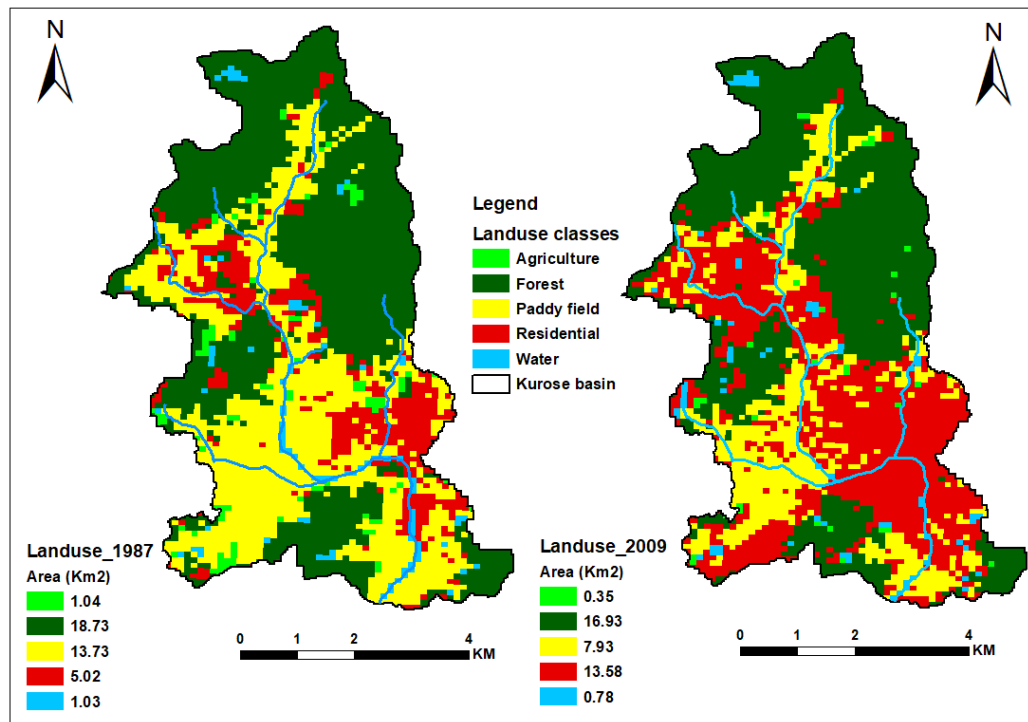 N
N
Legend
Landuse classes
Agriculture
Forest
Paddy field
Residential
Water
Kurose basin
Landuse_1987
Area (Km2)
1.04
18.73
13.73
5.02
1.03
0 1 2 4
KM
Landuse_2009
Area (Km2)
0.35
16.93
7.93
13.58
0.78
0 1 2 4
KM